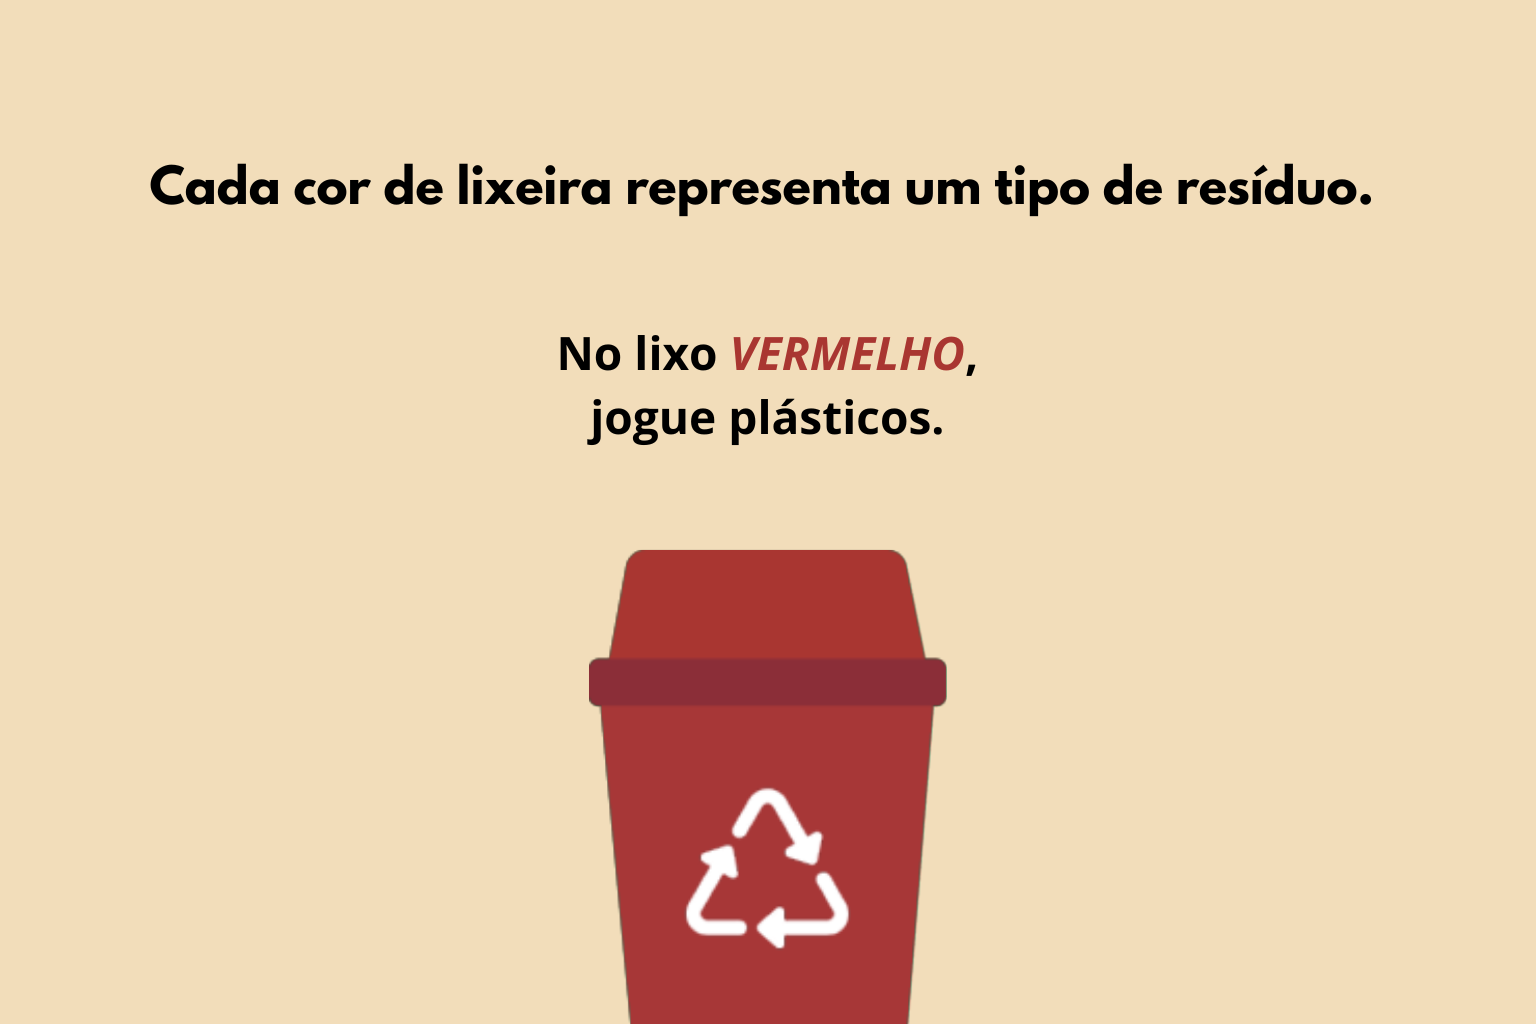 Cada cor de lixeira representa um tipo de resíduo.
No lixo VERMELHO,
jogue plásticos.